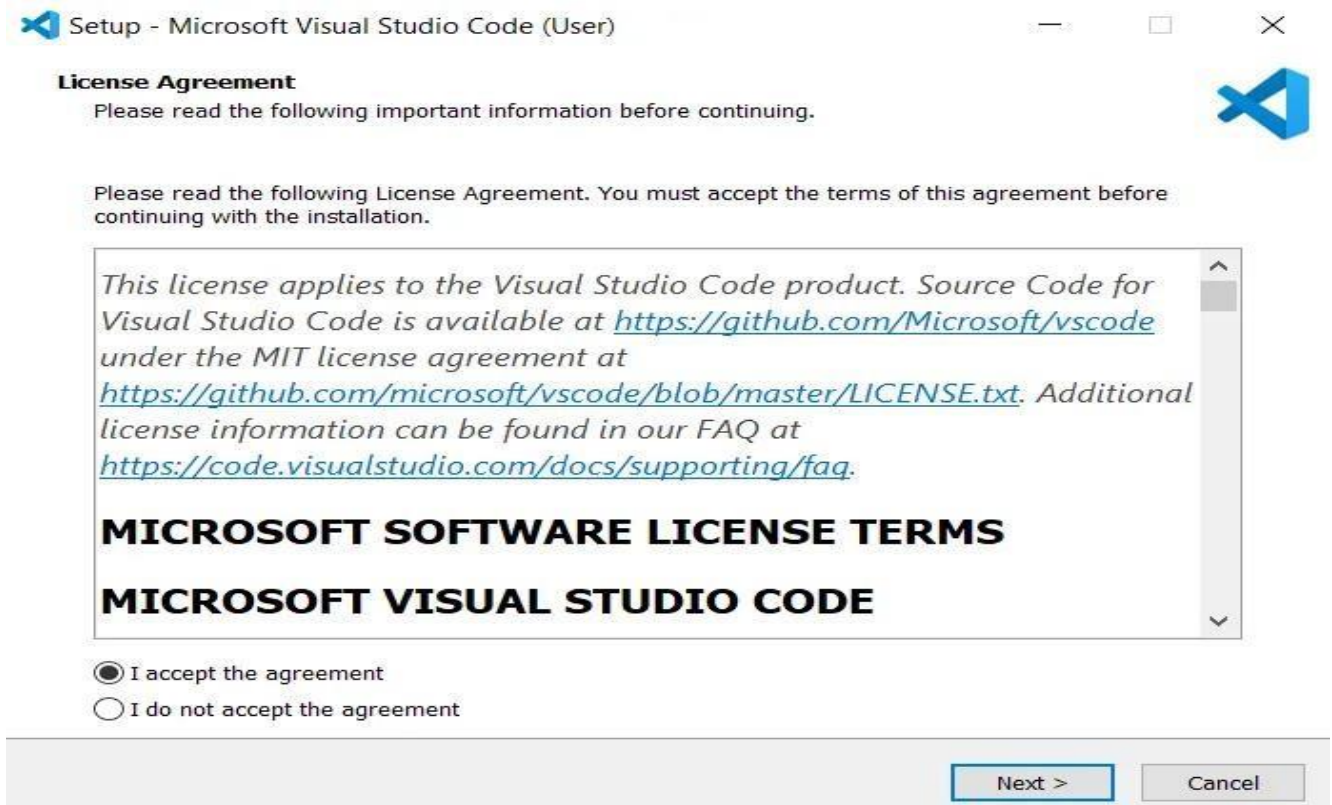 Setup - Microsoft Visual Studio Code (User)
License Agreement
Please read the following important information before continuing.
Please read the following License Agreement. You must accept the terms of this agreement before
continuing with the installation.
This license applies to the Visual Studio Code product. Source Code for
Visual Studio Code is available at https://github.com/Microsoft/vscode
under the MIT license agreement at
https://github.com/microsoft/vscode/blob/master/LICENSE.txt. Additional
license information can be found in our FAQ at
https://code.visualstudio.com/docs/supporting/faq.
MICROSOFT SOFTWARE LICENSE TERMS
MICROSOFT VISUAL STUDIO CODE
I accept the agreement
I do not accept the agreement
Next > Cancel